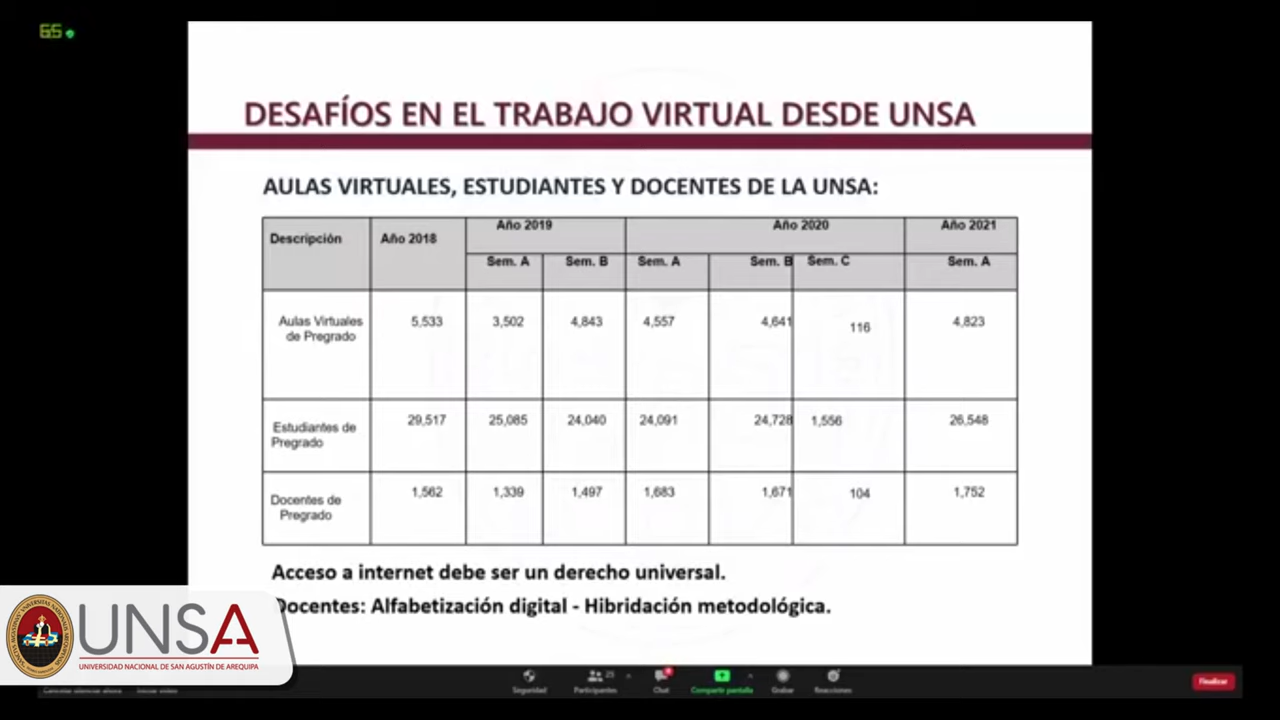 GS
DESAFÍOS EN EL TRABAJO VIRTUAL DESDE UNSA
AULAS VIRTUALES, ESTUDIANTES Y DOCENTES DE LA UNSA:
Descripción Año 2018 Año 2019 Año 2020 Año 2021
Sem. A Sem. B Sem. A Sem. B Sem. C Sem. A
Aulas Virtuales
de Pregrado
5,533 3,502 4,843 4,557 4,641 116 4,823
Estudiantes de
Pregrado
29,517 25,085 24,040 24,091 24,728 1,556 26,548
Docentes de
Pregrado
1,562 1,339 1,497 1,683 1,671 104 1,752
Acceso a internet debe ser un derecho universal.
Docentes: Alfabetización digital - Hibridación metodológica.
UNSA
UNIVERSIDAD NACIONAL DE SAN AGUSTÍN DE AREQUIPA
Seguridad Participantes Chat Compartir pantalla Grabar Reacciones
Finalizar